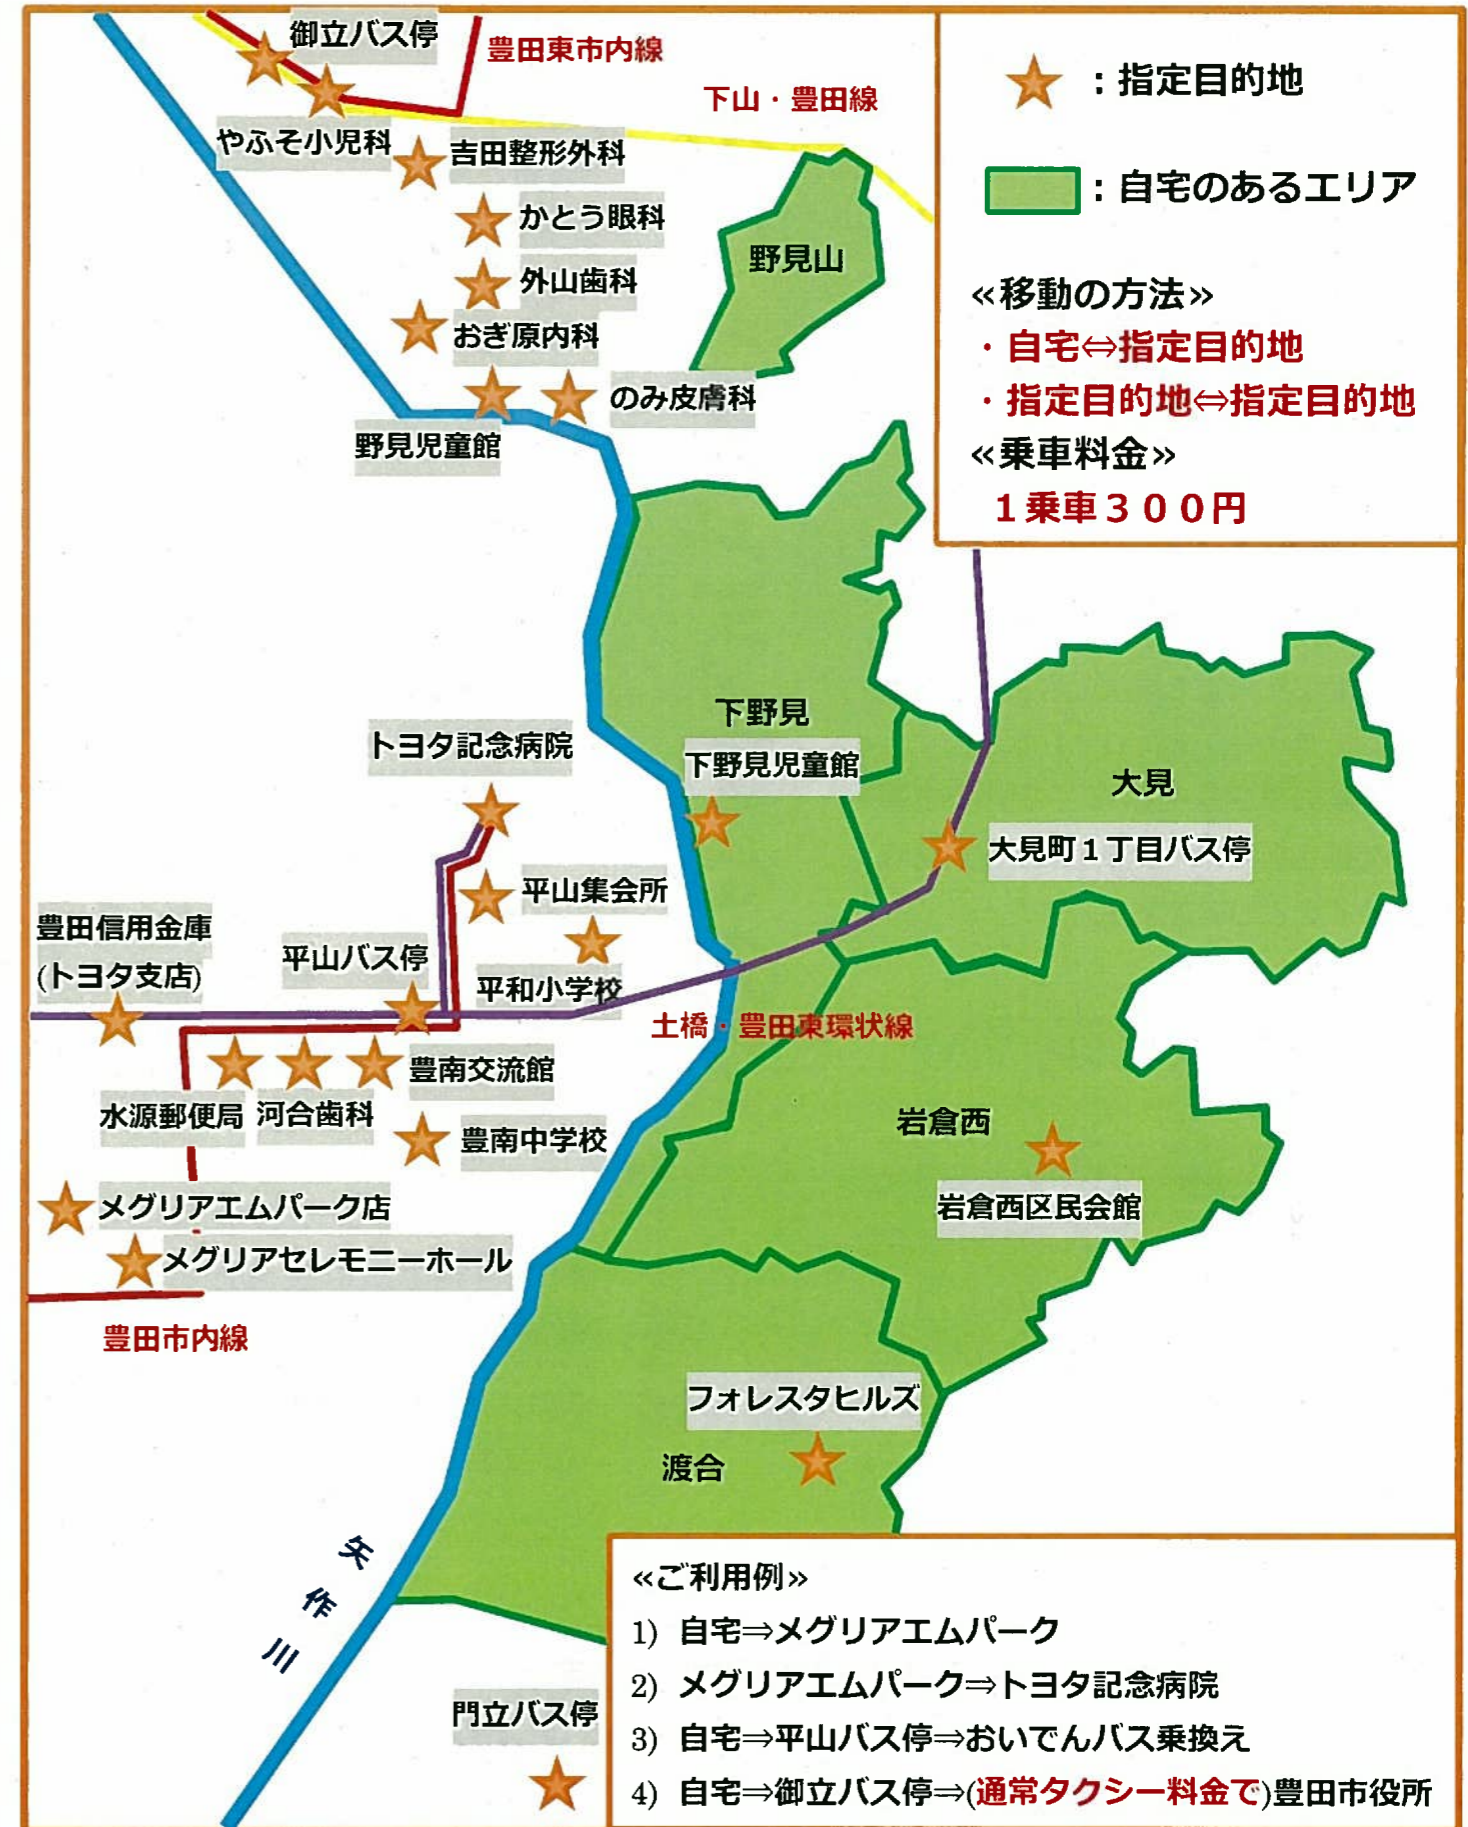 御立バス停
豊田東市内線
下山・豊田線
やふそ小児科
吉田整形外科
かとう眼科
外山歯科
おぎ原内科
野見山
のみ皮膚科
野見児童館
：指定目的地
：自宅のあるエリア
≪移動の方法≫
・自宅⇔指定目的地
・指定目的地⇔指定目的地
≪乗車料金≫
１乗車３００円
下野見
下野見児童館
トヨタ記念病院
大見
大見町１丁目バス停
平山集会所
豊田信用金庫
(トヨタ支店)
平山バス停
平和小学校
土橋・豊田東環状線
豊南交流館
水源郵便局
河合歯科
豊南中学校
岩倉西
岩倉西区民会館
メグリアエムパーク店
メグリアセレモニーホール
豊田市内線
フォレスタヒルズ
渡合
矢作川
門立バス停
≪ご利用例≫
1) 自宅⇒メグリアエムパーク
2) メグリアエムパーク⇒トヨタ記念病院
3) 自宅⇒平山バス停⇒おいでんバス乗換え
4) 自宅⇒御立バス停⇒(通常タクシー料金で)豊田市役所